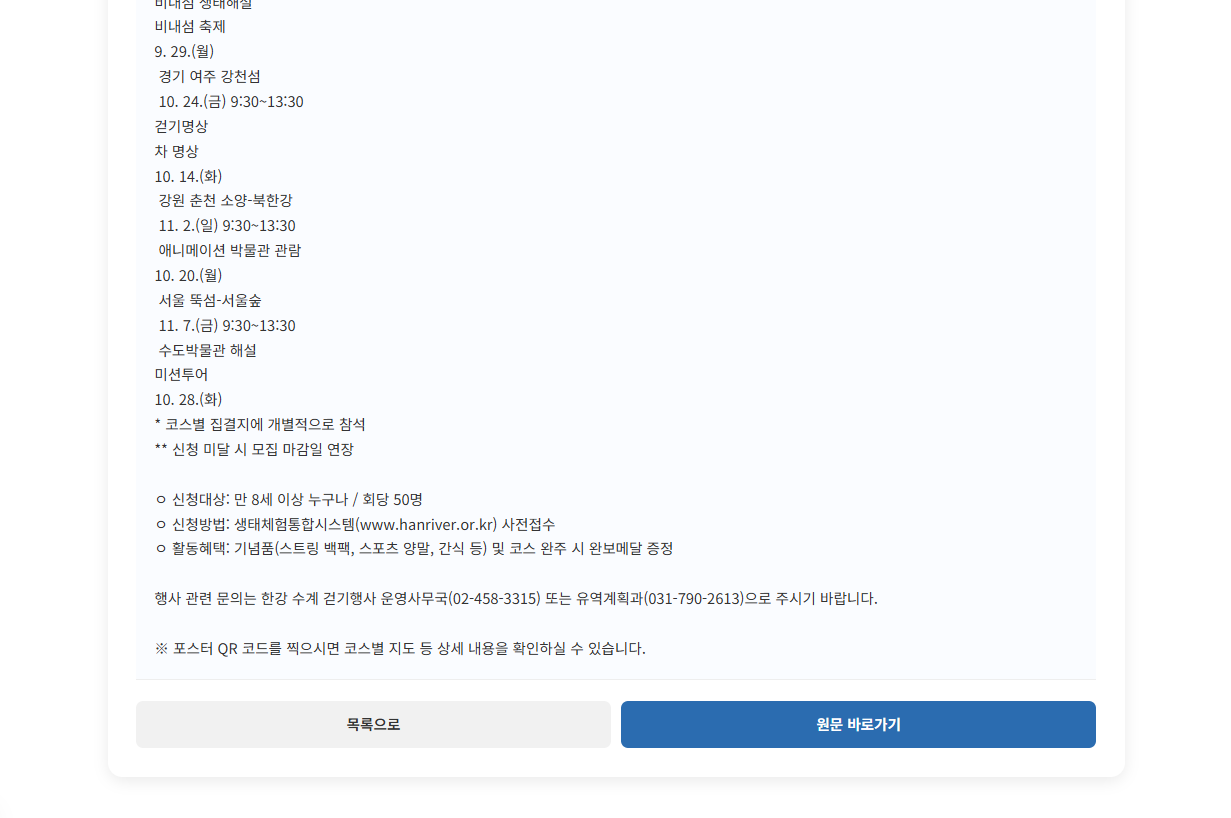 비내섬 생태해설
비내섬 축제
9. 29.(월)
경기 여주 강천섬
10. 24.(금) 9:30~13:30
걷기명상
차 명상
10. 14.(화)
강원 춘천 소양-북한강
11. 2.(일) 9:30~13:30
애니메이션 박물관 관람
10. 20.(월)
서울 뚝섬-서울숲
11. 7.(금) 9:30~13:30
수도박물관 해설
미션투어
10. 28.(화)
* 코스별 집결지에 개별적으로 참석
** 신청 미달 시 모집 마감일 연장
ㅇ 신청대상: 만 8세 이상 누구나 / 회당 50명
ㅇ 신청방법: 생태체험통합시스템(www.hanriver.or.kr) 사전접수
ㅇ 활동혜택: 기념품(스트링 백팩, 스포츠 양말, 간식 등) 및 코스 완주 시 완보메달 증정
행사 관련 문의는 한강 수계 걷기행사 운영사무국(02-458-3315) 또는 유역계획과(031-790-2613)으로 주시기 바랍니다.
※ 포스터 QR 코드를 찍으시면 코스별 지도 등 상세 내용을 확인하실 수 있습니다.
목록으로
원문 바로가기